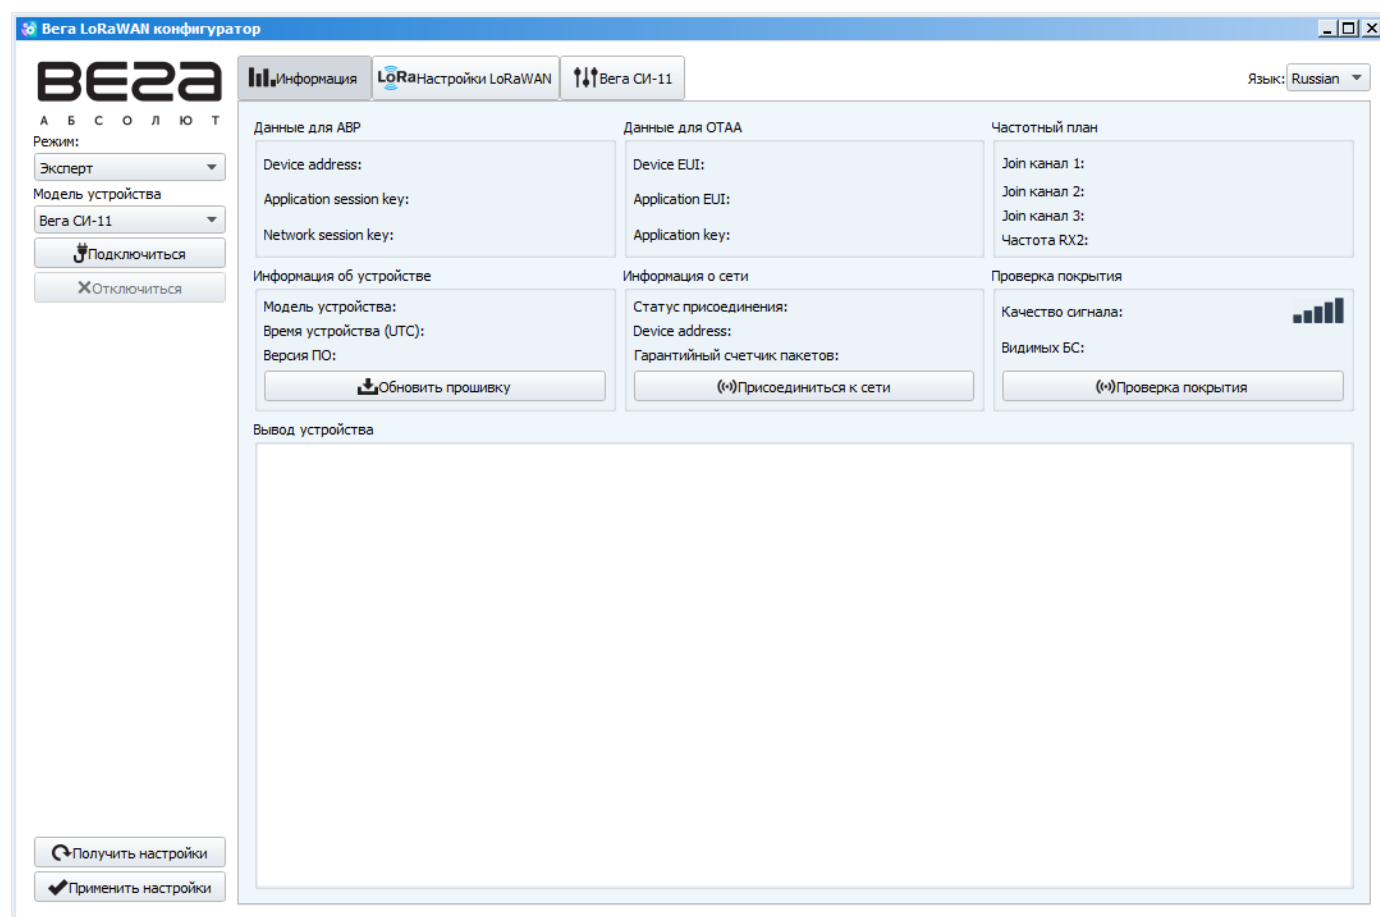 Вега LoRaWAN конфигуратор
ВЕГА
АБСОЛЮТ
Режим:
Эксперт
Модель устройства
Вега СИ-11
Подключиться
Отключиться
Информация
LoRa Настройки LoRaWAN
Вега СИ-11
Язык: Russian
Данные для ABP
Device address:
Application session key:
Network session key:
Данные для OTAA
Device EUI:
Application EUI:
Application key:
Частотный план
Join канал 1:
Join канал 2:
Join канал 3:
Частота RX2:
Информация об устройстве
Модель устройства:
Время устройства (UTC):
Версия ПО:
Обновить прошивку
Информация о сети
Статус присоединения:
Device address:
Гарантийный счетчик пакетов:
Присоединиться к сети
Проверка покрытия
Качество сигнала:
Видимых БС:
Проверка покрытия
Вывод устройства
Получить настройки
Применить настройки